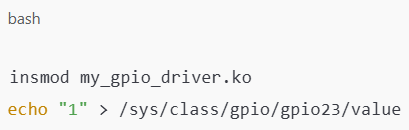 bash
insmod my_gpio_driver.ko
echo "1" > /sys/class/gpio/gpio23/value